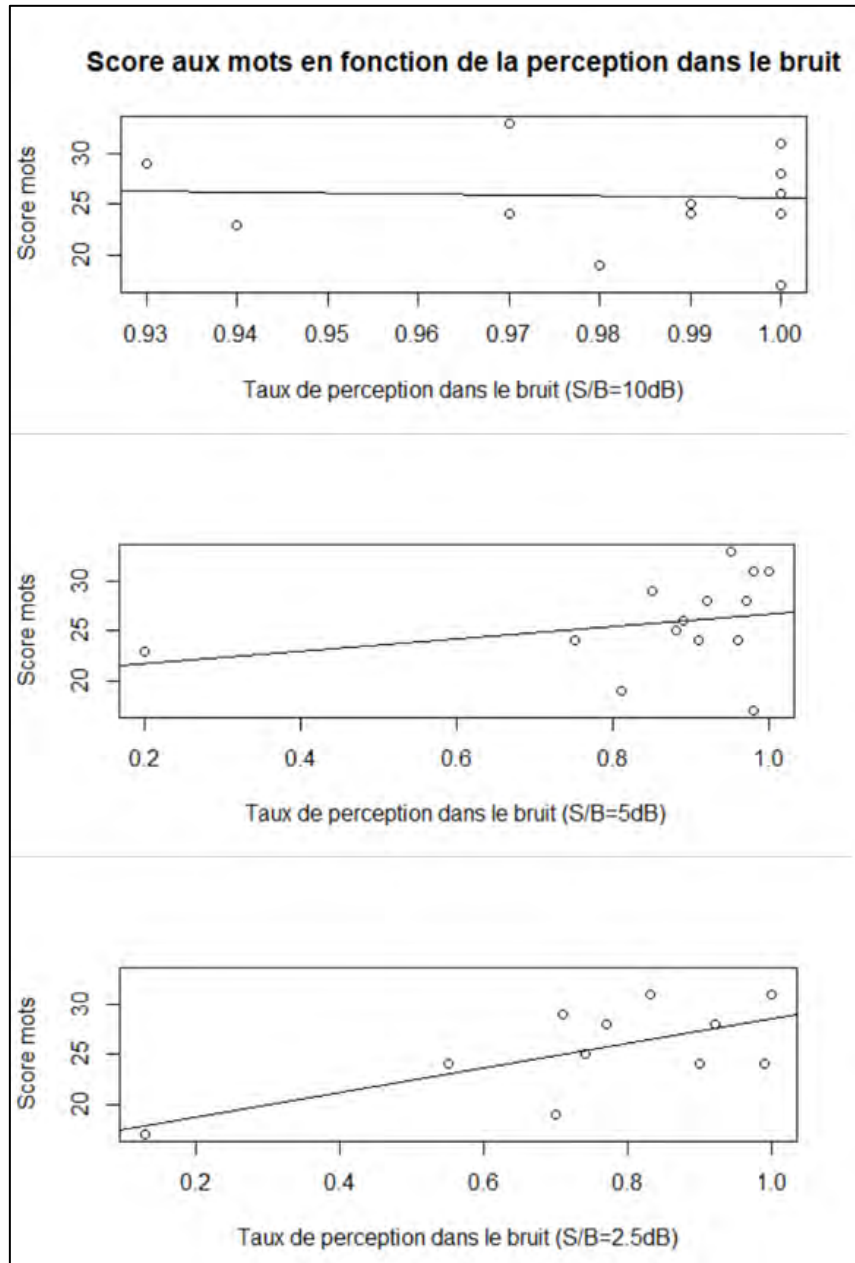 Score aux mots en fonction de la perception dans le bruit
Score mots
30
25
20
0.93 0.94 0.95 0.96 0.97 0.98 0.99 1.00
Taux de perception dans le bruit (S/B=10dB)
Score mots
30
25
20
0.2 0.4 0.6 0.8 1.0
Taux de perception dans le bruit (S/B=5dB)
Score mots
30
25
20
0.2 0.4 0.6 0.8 1.0
Taux de perception dans le bruit (S/B=2.5dB)